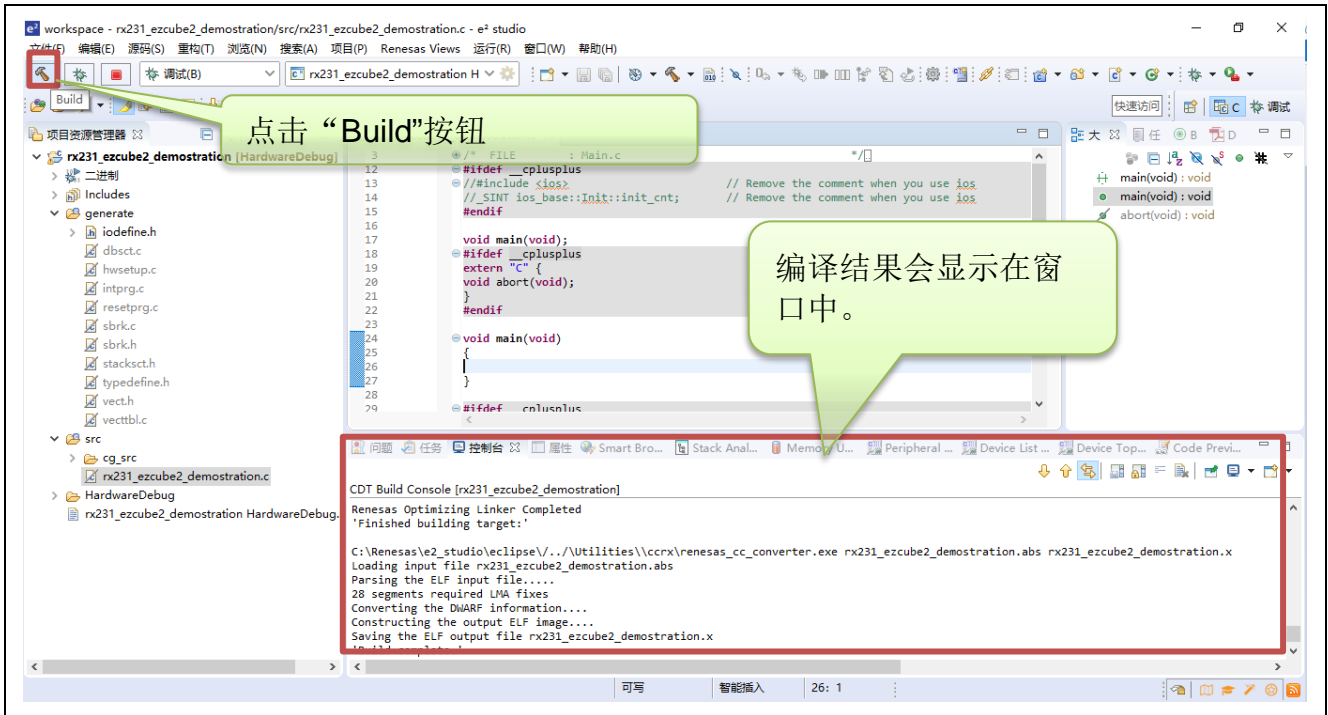 workspace - rx231_ezcube2_demostration/src/rx231_ezcube2_demostration.c - e² studio
文件(F) 编辑(E) 源码(S) 重构(T) 浏览(N) 搜索(A) 项目(P) Renesas Views 运行(R) 窗口(W) 帮助(H)
调试(B) rx231_ezcube2_demostration H
Build
快速访问 C 调试
点击“Build”按钮
项目资源管理器
大 任 B D
rx231_ezcube2_demostration [HardwareDebug]
二进制
Includes
generate
iodefine.h
dbsct.c
hwsetup.c
intprg.c
resetprg.c
sbrk.c
sbrk.h
stacksct.h
typedefine.h
vect.h
vecttbl.c
src
cg_src
rx231_ezcube2_demostration.c
HardwareDebug
rx231_ezcube2_demostration HardwareDebug.
3 /* FILE : Main.c */
12 #ifdef __cplusplus
13 //#include <ios> // Remove the comment when you use ios
14 //_SINT ios_base::Init::init_cnt; // Remove the comment when you use ios
15 #endif
16
17 void main(void);
18 #ifdef __cplusplus
19 extern "C" {
20 void abort(void);
21 }
22 #endif
23
24 void main(void)
25 {
26
27 }
28
29 #ifdef __cplusplus
main(void) : void
main(void) : void
abort(void) : void
编译结果会显示在窗
口中。
问题 任务 控制台 属性 Smart Bro... Stack Anal... Memory U... Peripheral ... Device List ... Device Top... Code Previ...
CDT Build Console [rx231_ezcube2_demostration]
Renesas Optimizing Linker Completed
'Finished building target:'
C:\Renesas\e2_studio\eclipse\/../\Utilities\\ccrx\renesas_cc_converter.exe rx231_ezcube2_demostration.abs rx231_ezcube2_demostration.x
Loading input file rx231_ezcube2_demostration.abs
Parsing the ELF input file.....
28 segments required LMA fixes
Converting the DWARF information....
Constructing the output ELF image....
Saving the ELF output file rx231_ezcube2_demostration.x
'Build complete.'
可写 智能插入 26: 1